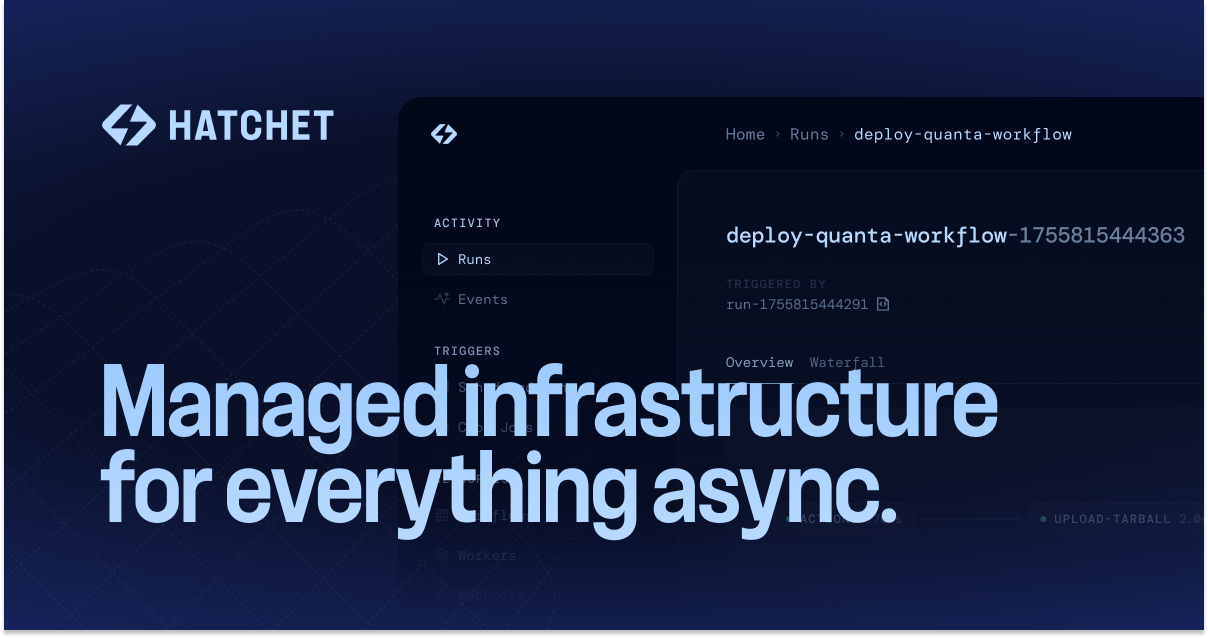 HATCHET
Home › Runs › deploy-quanta-workflow
ACTIVITY
Runs
Events
TRIGGERS
deploy-quanta-workflow-1755815444363
TRIGGERED BY
run-1755815444291
Overview Waterfall
Managed infrastructure
for everything async.
UPLOAD-TARBALL
Workers
Webhooks